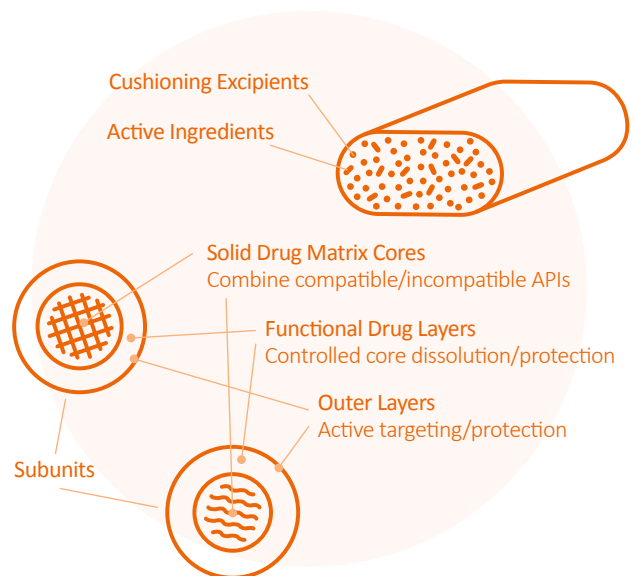 Cushioning Excipients
Active Ingredients
Solid Drug Matrix Cores
Combine compatible/incompatible APIs
Functional Drug Layers
Controlled core dissolution/protection
Outer Layers
Active targeting/protection
Subunits